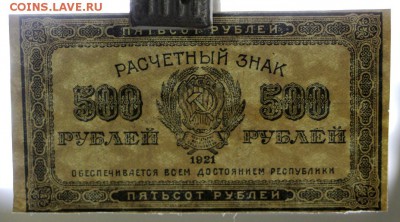 COINS.LAVE.RU
ПЯТЬСОТ РУБЛЕЙ
РАСЧЕТНЫЙ ЗНАК
500 500
РУБЛЕЙ РУБЛЕЙ
1921
ОБЕСПЕЧИВАЕТСЯ ВСЕМ ДОСТОЯНИЕМ РЕСПУБЛИКИ
ПЯТЬСОТ РУБЛЕЙ